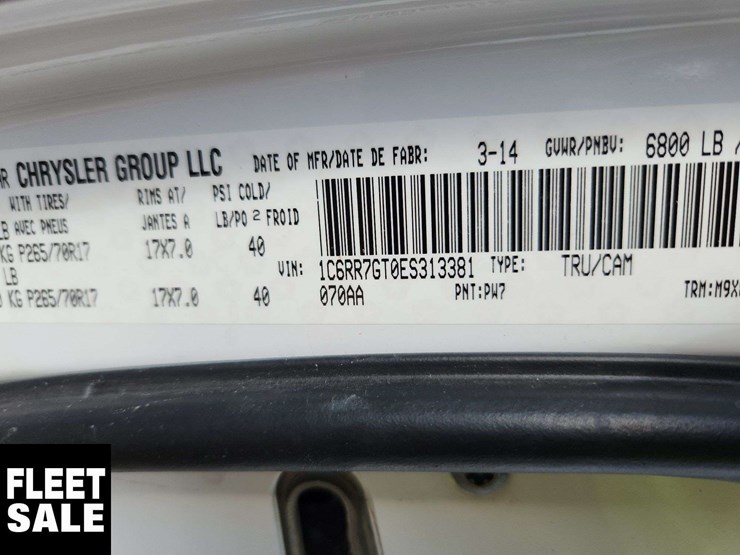 R CHRYSLER GROUP LLC DATE OF MFR/DATE DE FABR: 3-14 GVWR/PNBV: 6800 LB
WITH TIRES/ RIMS AT/ PSI COLD/
LB AVEC PNEUS JANTES A LB/PO 2 FROID
KG P265/70R17 17X7.0 40
LB VIN: 1C6RR7GT0ES313381 TYPE: TRU/CAM
KG P265/70R17 17X7.0 40 070AA PNT:PW7 TRM:M9X
FLEET
SALE